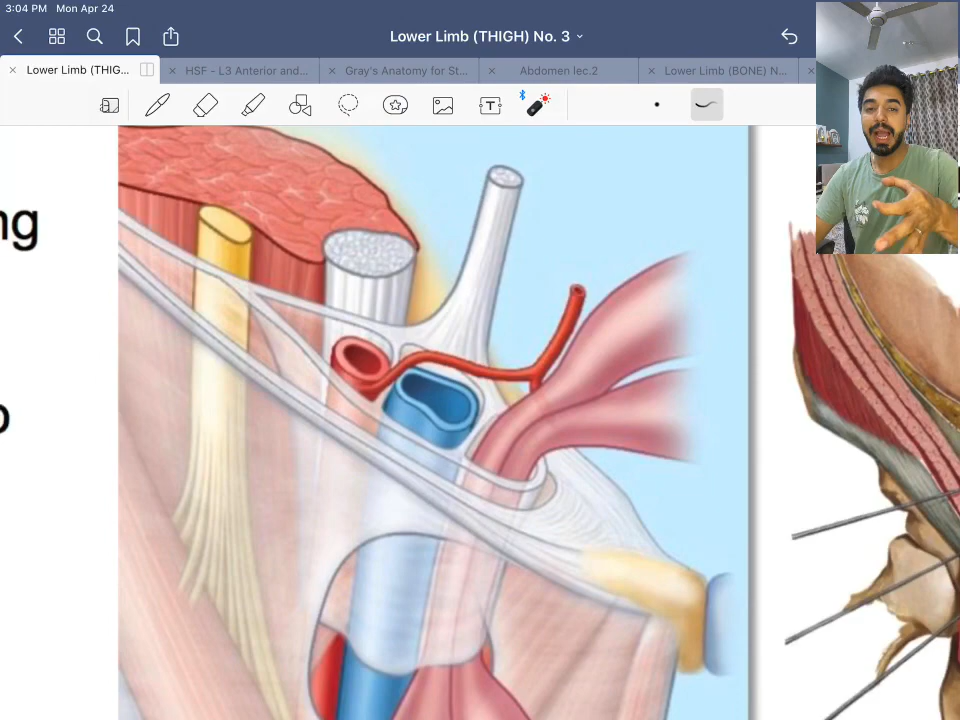 3:04 PM Mon Apr 24
Lower Limb (THIGH) No. 3
Lower Limb (THIG...
HSF - L3 Anterior and...
Gray's Anatomy for St...
Abdomen lec.2
Lower Limb (BONE) N...
T
ng